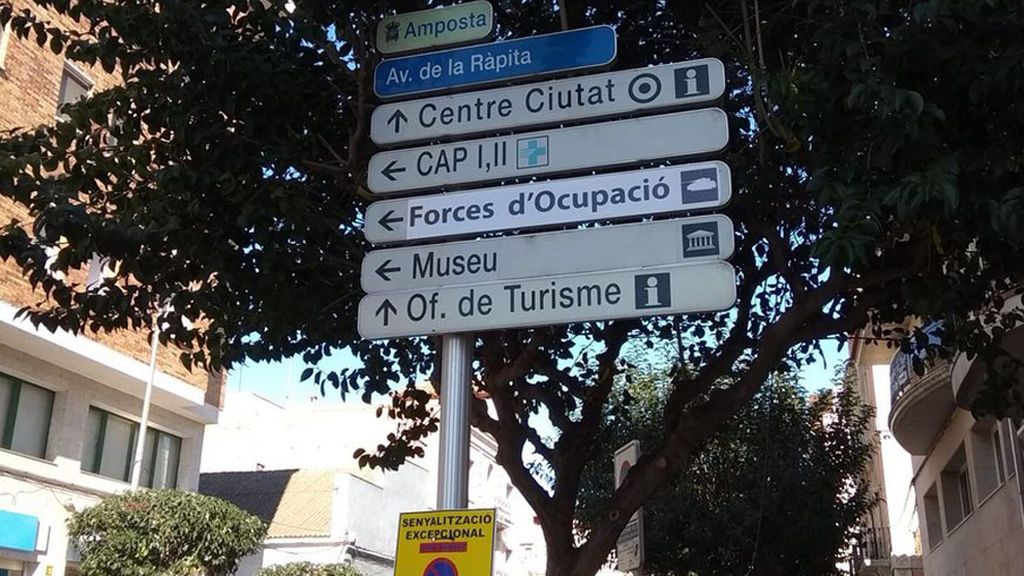 Amposta
Av. de la Ràpita
Centre Ciutat i
CAP I,II
Forces d'Ocupació
Museu
Of. de Turisme i
SENYALITZACIÓ
EXCEPCIONAL